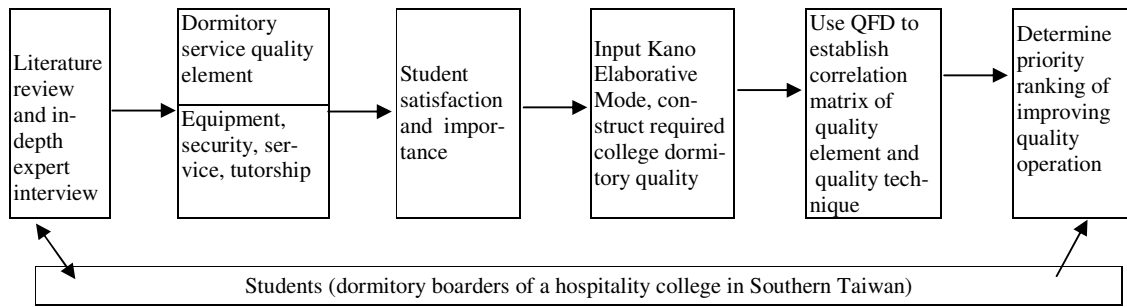 Literature
review
and in-
depth
expert
interview
Dormitory
service quality
element
Equipment,
security, ser-
vice, tutorship
Student
satisfaction
and impor-
tance
Input Kano
Elaborative
Mode, con-
struct required
college dormi-
tory quality
Use QFD to
establish
correlation
matrix of
quality
element and
quality tech-
nique
Determine
priority
ranking of
improving
quality
operation
Students (dormitory boarders of a hospitality college in Southern Taiwan)